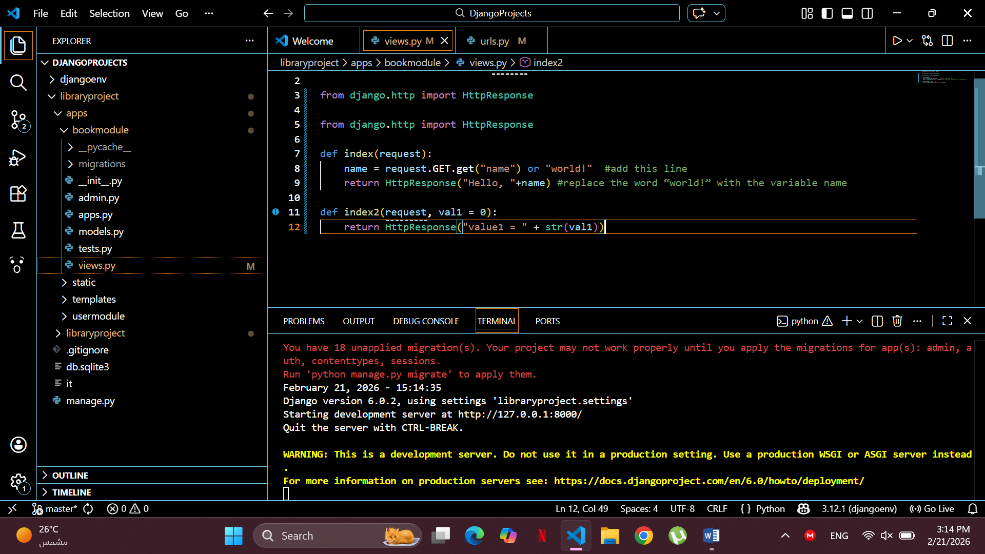 File Edit Selection View Go ··· DjangoProjects
EXPLORER ···
DJANGOPROJECTS
djangoenv
libraryproject
apps
bookmodule
__pycache__
migrations
__init__.py
admin.py
apps.py
models.py
tests.py
views.py M
static
templates
usermodule
libraryproject
.gitignore
db.sqlite3
it
manage.py
OUTLINE
TIMELINE
2
1
Welcome views.py M urls.py M
libraryproject > apps > bookmodule > views.py > index2
2
3 from django.http import HttpResponse
4
5 from django.http import HttpResponse
6
7 def index(request):
8 name = request.GET.get("name") or "world!" #add this line
9 return HttpResponse("Hello, "+name) #replace the word “world!” with the variable name
10
11 def index2(request, val1 = 0):
12 return HttpResponse("value1 = " + str(val1))
PROBLEMS OUTPUT DEBUG CONSOLE TERMINAL PORTS python
You have 18 unapplied migration(s). Your project may not work properly until you apply the migrations for app(s): admin, a
uth, contenttypes, sessions.
Run 'python manage.py migrate' to apply them.
February 21, 2026 - 15:14:35
Django version 6.0.2, using settings 'libraryproject.settings'
Starting development server at http://127.0.0.1:8000/
Quit the server with CTRL-BREAK.
WARNING: This is a development server. Do not use it in a production setting. Use a production WSGI or ASGI server instead
.
For more information on production servers see: https://docs.djangoproject.com/en/6.0/howto/deployment/
master* 0 0 Ln 12, Col 49 Spaces: 4 UTF-8 CRLF { } Python 3.12.1 (djangoenv) Go Live
26°C
مشمس
Search
ENG
3:14 PM
2/21/2026